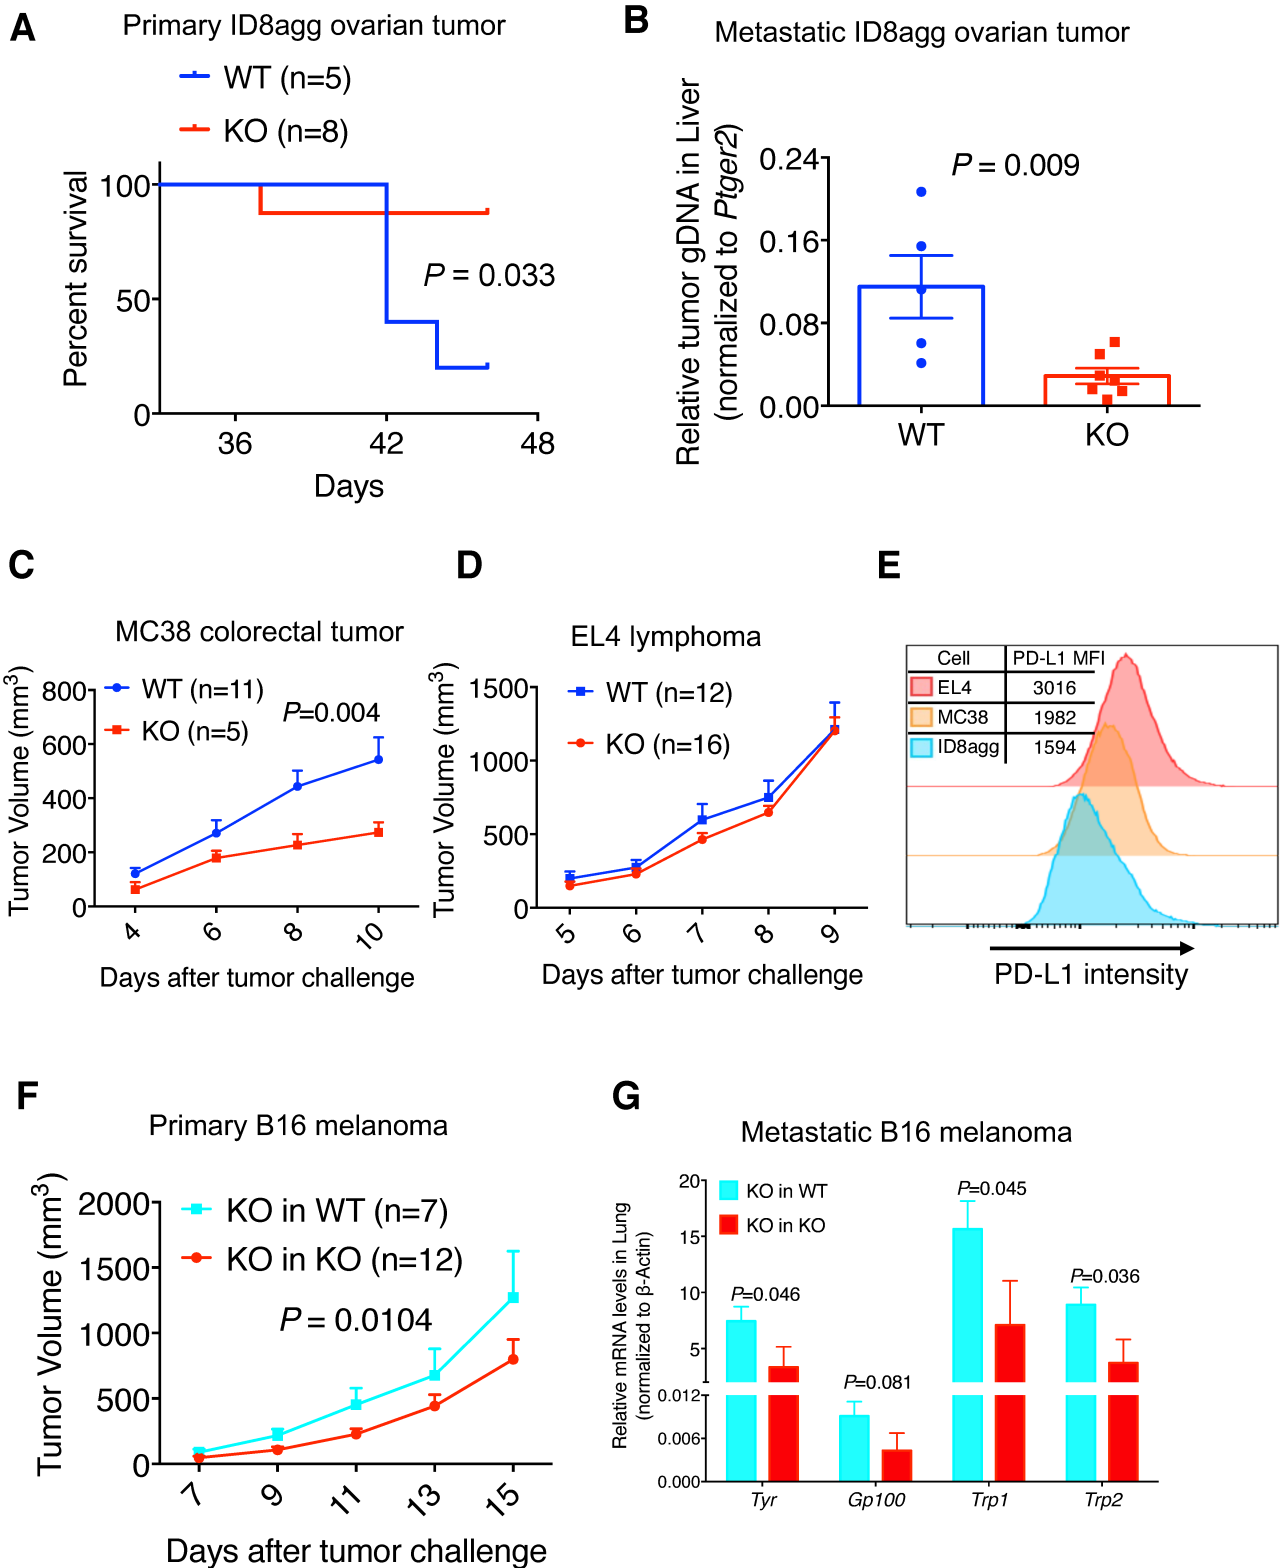 A
Primary ID8agg ovarian tumor
WT (n=5)
KO (n=8)
Percent survival
100
50
0
P = 0.033
36
42
48
Days
B
Metastatic ID8agg ovarian tumor
Relative tumor gDNA in Liver
(normalized to Ptger2)
0.24
0.16
0.08
0.00
P = 0.009
WT
KO
C
MC38 colorectal tumor
Tumor Volume (mm3)
800
600
400
200
0
WT (n=11)
KO (n=5)
P=0.004
4
6
8
10
Days after tumor challenge
D
EL4 lymphoma
Tumor Volume (mm3)
1500
1000
500
0
WT (n=12)
KO (n=16)
5
6
7
8
9
Days after tumor challenge
E
Cell PD-L1 MFI
EL4 3016
MC38 1982
ID8agg 1594
PD-L1 intensity
F
Primary B16 melanoma
Tumor Volume (mm3)
2000
1500
1000
500
0
KO in WT (n=7)
KO in KO (n=12)
P = 0.0104
7
9
11
13
15
Days after tumor challenge
G
Metastatic B16 melanoma
Relative mRNA levels in Lung
(normalized to β-Actin)
20
15
10
5
0.012
0.006
0.000
KO in WT
KO in KO
P=0.046
P=0.081
P=0.045
P=0.036
Tyr
Gp100
Trp1
Trp2